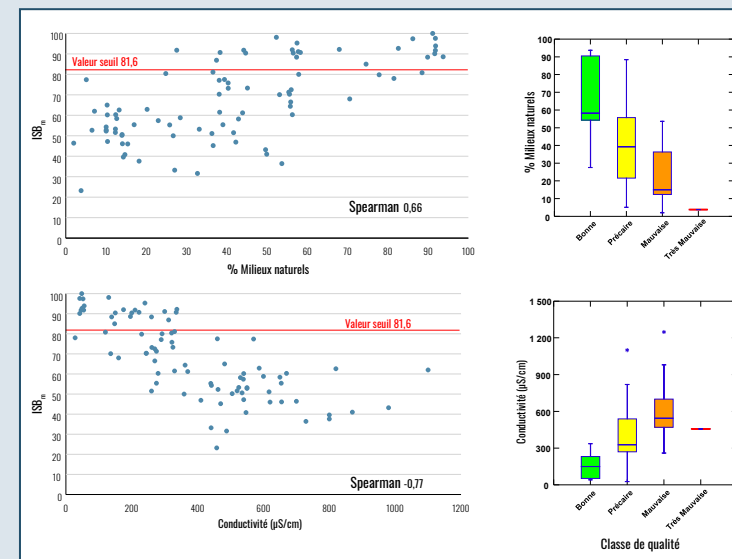 100
90
80
70
60
50
40
30
20
10
0
ISBm
Valeur seuil 81,6
Spearman 0,66
0 10 20 30 40 50 60 70 80 90 100
% Milieux naturels
100
90
80
70
60
50
40
30
20
10
0
% Milieux naturels
Bonne
Précaire
Mauvaise
Très Mauvaise
100
90
80
70
60
50
40
30
20
10
0
ISBm
Valeur seuil 81,6
Spearman -0,77
0 200 400 600 800 1000 1200
Conductivité (µS/cm)
1 500
1 200
600
300
0
Conductivité (µS/cm)
Bonne
Précaire
Mauvaise
Très Mauvaise
Classe de qualité